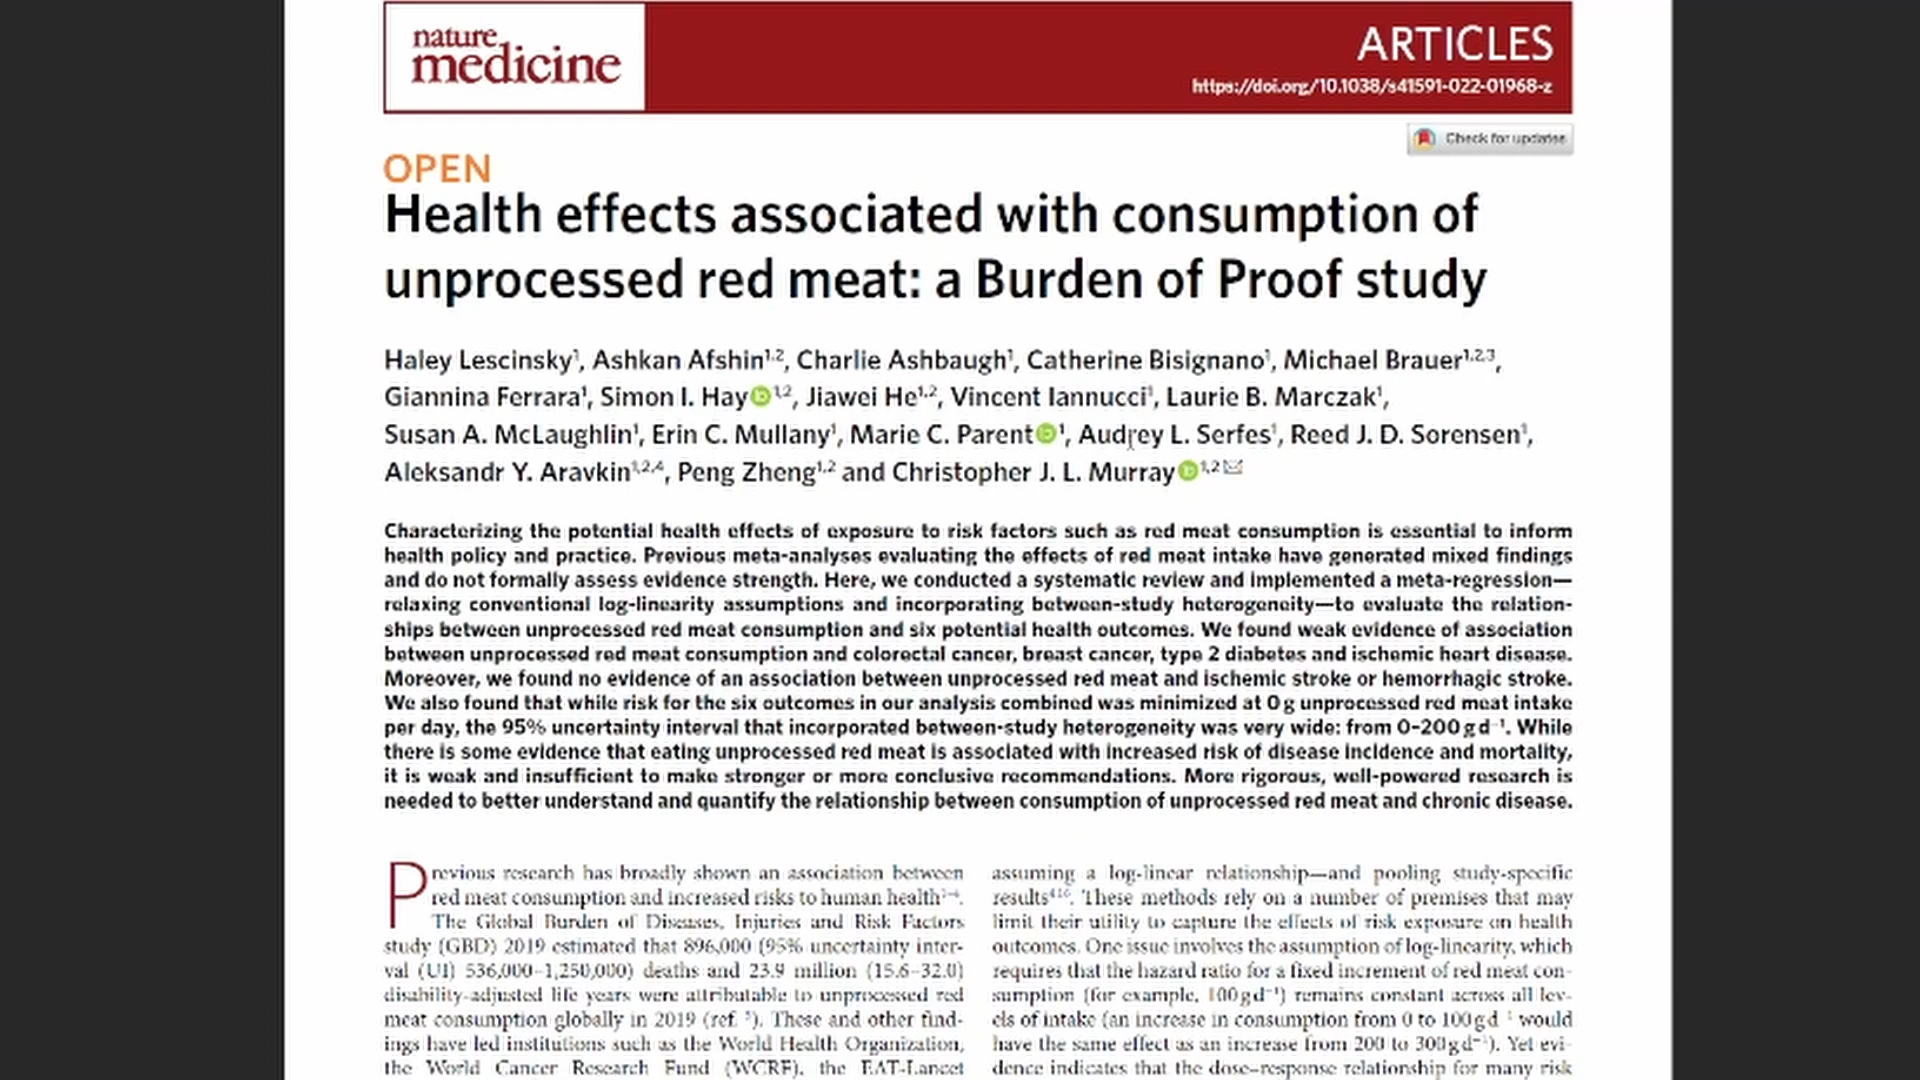 nature
medicine
ARTICLES
https://doi.org/10.1038/s41591-022-01968-z
Check for updates
OPEN
Health effects associated with consumption of
unprocessed red meat: a Burden of Proof study
Haley Lescinsky¹, Ashkan Afshin¹,², Charlie Ashbaugh¹, Catherine Bisignano¹, Michael Brauer¹,²,³,
Giannina Ferrara¹, Simon I. Hay iD ¹,², Jiawei He¹,², Vincent Iannucci¹, Laurie B. Marczak¹,
Susan A. McLaughlin¹, Erin C. Mullany¹, Marie C. Parent iD ¹, Audrey L. Serfes¹, Reed J. D. Sorensen¹,
Aleksandr Y. Aravkin¹,²,⁴, Peng Zheng¹,² and Christopher J. L. Murray iD ¹,²
Characterizing the potential health effects of exposure to risk factors such as red meat consumption is essential to inform
health policy and practice. Previous meta-analyses evaluating the effects of red meat intake have generated mixed findings
and do not formally assess evidence strength. Here, we conducted a systematic review and implemented a meta-regression—
relaxing conventional log-linearity assumptions and incorporating between-study heterogeneity—to evaluate the relation-
ships between unprocessed red meat consumption and six potential health outcomes. We found weak evidence of association
between unprocessed red meat consumption and colorectal cancer, breast cancer, type 2 diabetes and ischemic heart disease.
Moreover, we found no evidence of an association between unprocessed red meat and ischemic stroke or hemorrhagic stroke.
We also found that while risk for the six outcomes in our analysis combined was minimized at 0 g unprocessed red meat intake
per day, the 95% uncertainty interval that incorporated between-study heterogeneity was very wide: from 0–200 g d⁻¹. While
there is some evidence that eating unprocessed red meat is associated with increased risk of disease incidence and mortality,
it is weak and insufficient to make stronger or more conclusive recommendations. More rigorous, well-powered research is
needed to better understand and quantify the relationship between consumption of unprocessed red meat and chronic disease.
Previous research has broadly shown an association between
red meat consumption and increased risks to human health¹⁻⁴.
The Global Burden of Diseases, Injuries and Risk Factors
study (GBD) 2019 estimated that 896,000 (95% uncertainty inter-
val (UI) 536,000–1,250,000) deaths and 23.9 million (15.6–32.0)
disability-adjusted life years were attributable to unprocessed red
meat consumption globally in 2019 (ref. ⁵). These and other find-
ings have led institutions such as the World Health Organization,
the World Cancer Research Fund (WCRF), the EAT-Lancet
assuming a log-linear relationship—and pooling study-specific
results. These methods rely on a number of premises that may
limit their utility to capture the effects of risk exposure on health
outcomes. One issue involves the assumption of log-linearity, which
requires that the hazard ratio for a fixed increment of red meat con-
sumption (for example, 100 g d⁻¹) remains constant across all lev-
els of intake (an increase in consumption from 0 to 100 g d⁻¹ would
have the same effect as an increase from 200 to 300 g d⁻¹). Yet evi-
dence indicates that the dose–response relationship for many risk